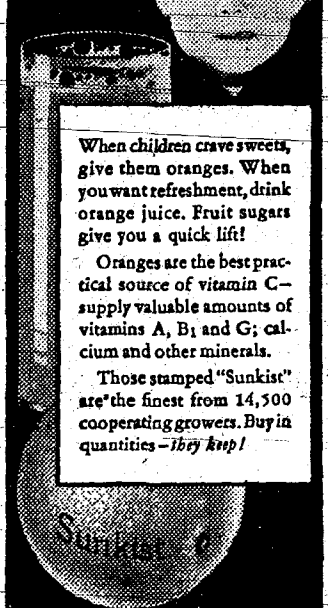 When children crave sweets,
give them oranges. When
you want refreshment, drink
orange juice. Fruit sugars
give you a quick lift!
Oranges are the best prac-
tical source of vitamin C—
supply valuable amounts of
vitamins A, B₁ and G; cal-
cium and other minerals.
Those stamped "Sunkist"
are the finest from 14,500
cooperating growers. Buy in
quantities—they keep!
Sunkist